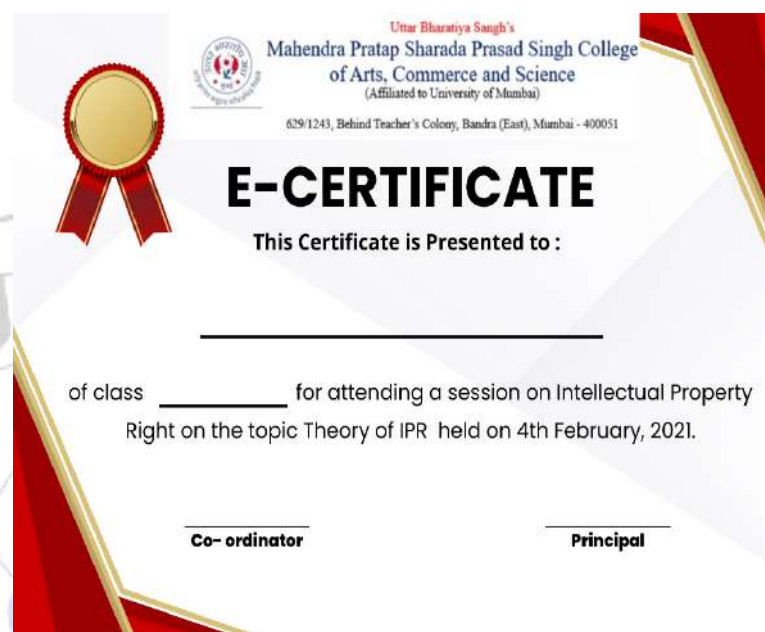 Uttar Bharatiya Sangh's
Mahendra Pratap Sharada Prasad Singh College
of Arts, Commerce and Science
(Affiliated to University of Mumbai)
629/1243, Behind Teacher's Colony, Bandra (East), Mumbai - 400051
E-CERTIFICATE
This Certificate is Presented to :
of class for attending a session on Intellectual Property
Right on the topic Theory of IPR held on 4th February, 2021.
Co- ordinator Principal